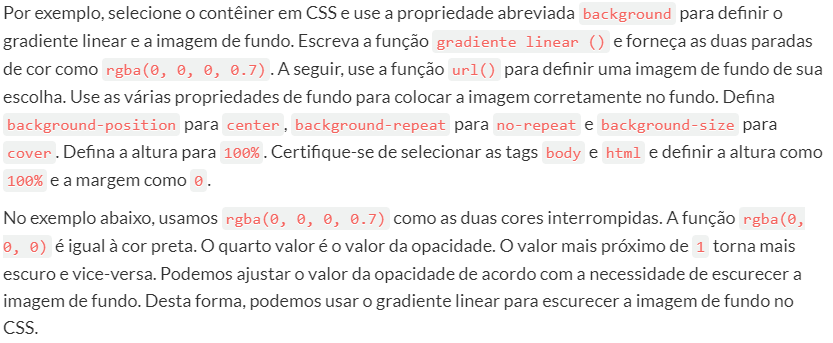 Por exemplo, selecione o contêiner em CSS e use a propriedade abreviada background para definir o
gradiente linear e a imagem de fundo. Escreva a função gradiente linear () e forneça as duas paradas
de cor como rgba(0, 0, 0, 0.7). A seguir, use a função url() para definir uma imagem de fundo de sua
escolha. Use as várias propriedades de fundo para colocar a imagem corretamente no fundo. Defina
background-position para center, background-repeat para no-repeat e background-size para
cover. Defina a altura para 100%. Certifique-se de selecionar as tags body e html e definir a altura como
100% e a margem como 0.
No exemplo abaixo, usamos rgba(0, 0, 0, 0.7) como as duas cores interrompidas. A função rgba(0,
0, 0) é igual à cor preta. O quarto valor é o valor da opacidade. O valor mais próximo de 1 torna mais
escuro e vice-versa. Podemos ajustar o valor da opacidade de acordo com a necessidade de escurecer a
imagem de fundo. Desta forma, podemos usar o gradiente linear para escurecer a imagem de fundo no
CSS.